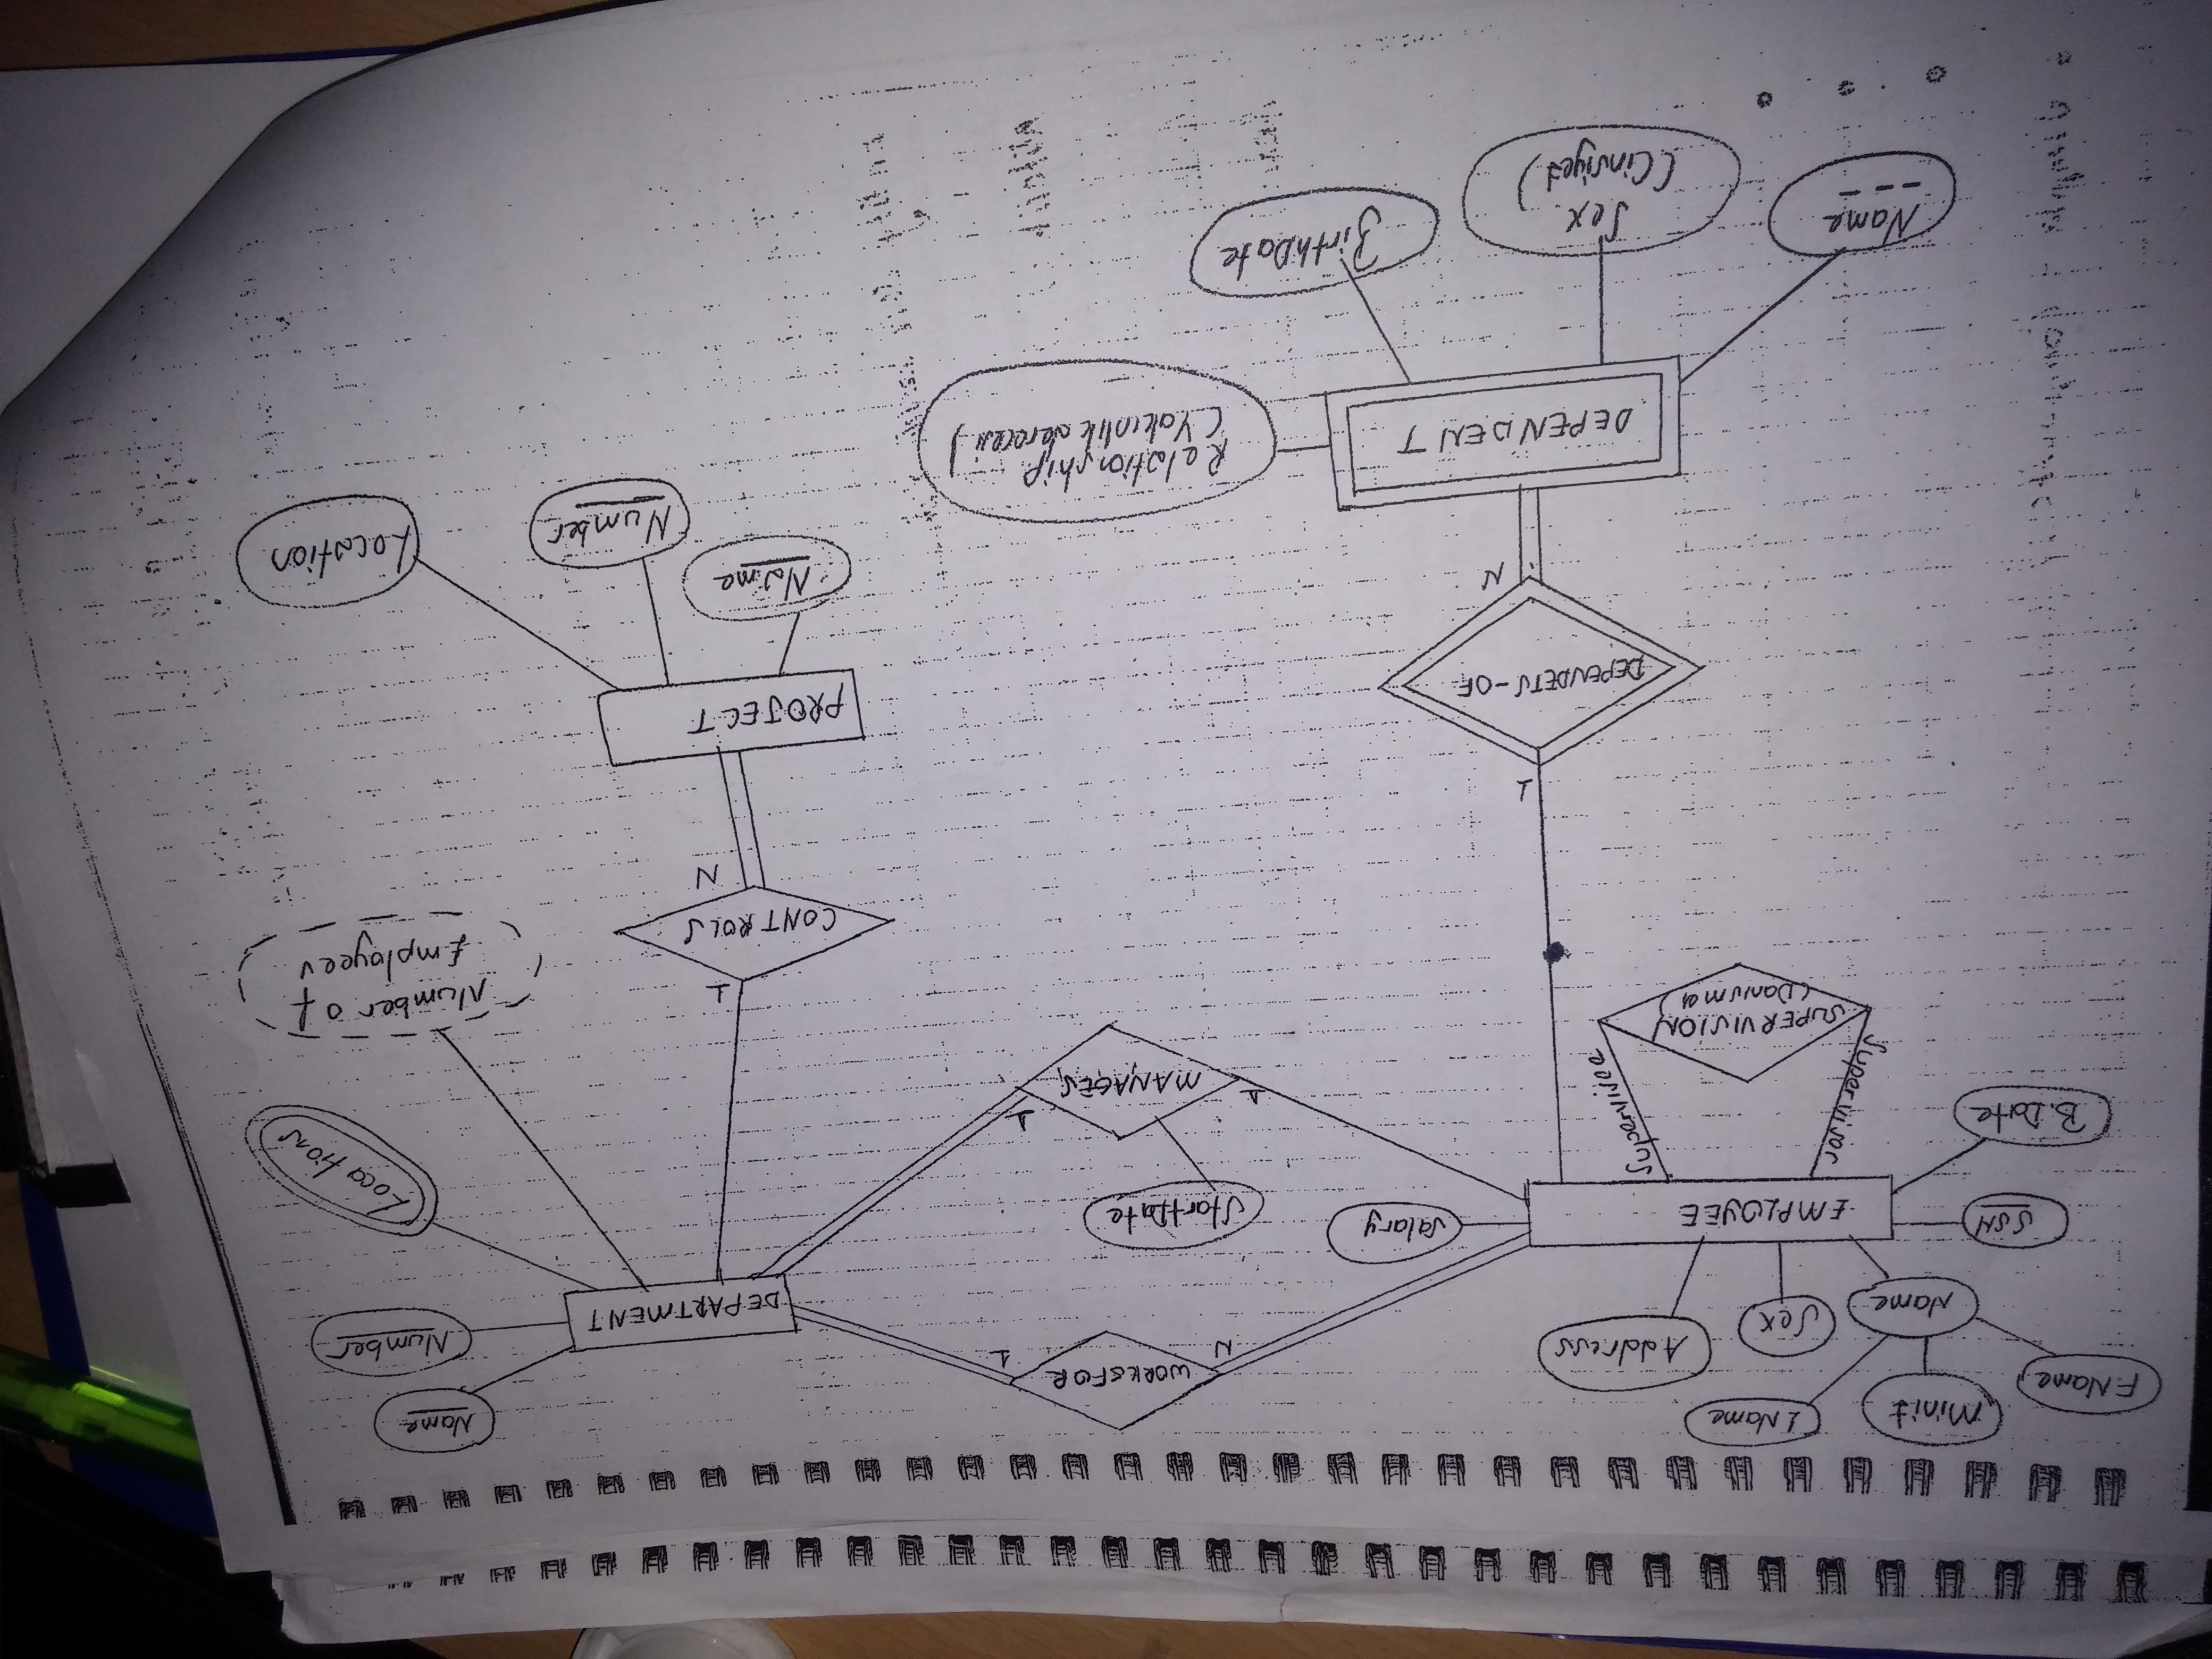 Minit
LName
F.Name
Name
Sex
Address
SSN
EMPLOYEE
Salary
B.Date
Supervisor
Supervise
SUPERVISION
(Danışma)
WORKSFOR
N
1
StartDate
MANAGES
1
1
Name
Number
DEPARTMENT
Location
Number of
Employees
1
CONTROLS
N
PROJECT
Name
Number
Location
1
DEPENDETS-OF
N
DEPENDENT
Relationship
(Yakınlık derecesi)
Name
Sex
(Cinsiyet)
BirthDate